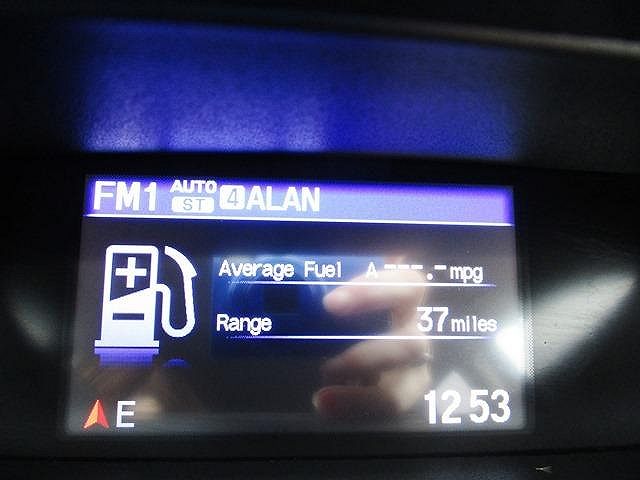 FM1 AUTO ST 4 ALAN
Average Fuel A ---.- mpg
Range 37 miles
E 12 53